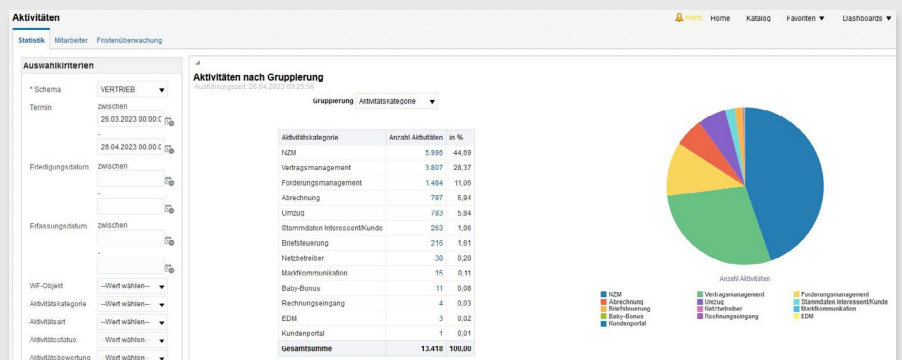 Aktivitäten
Alerts Home Katalog Favoriten Dashboards
Statistik Mitarbeiter Fristenüberwachung
Auswahlkriterien
* Schema VERTRIEB
Termin zwischen
26.03.2023 00:00:0
-
26.04.2023 00:00:0
Erledigungsdatum zwischen
-
Erfassungsdatum zwischen
-
WF-Objekt --Wert wählen--
Aktivitätskategorie --Wert wählen--
Aktivitätsart --Wert wählen--
Aktivitätsstatus --Wert wählen--
Aktivitätsbewertung --Wert wählen--
Aktivitäten nach Gruppierung
Ausführungszeit: 26.04.2023 09:25:56
Gruppierung Aktivitätskategorie
Aktivitätskategorie Anzahl Aktivitäten in %
NZM 5.996 44,69
Vertragsmanagement 3.807 28,37
Forderungsmanagement 1.484 11,06
Abrechnung 797 5,94
Umzug 783 5,84
Stammdaten Interessent/Kunde 263 1,96
Briefsteuerung 216 1,61
Netzbetreiber 30 0,20
Marktkommunikation 15 0,11
Baby-Bonus 11 0,08
Rechnungseingang 4 0,03
EDM 3 0,02
Kundenportal 1 0,01
Gesamtsumme 13.418 100,00
Anzahl Aktivitäten
NZM Vertragsmanagement Forderungsmanagement
Abrechnung Umzug Stammdaten Interessent/Kunde
Briefsteuerung Netzbetreiber Marktkommunikation
Baby-Bonus Rechnungseingang EDM
Kundenportal